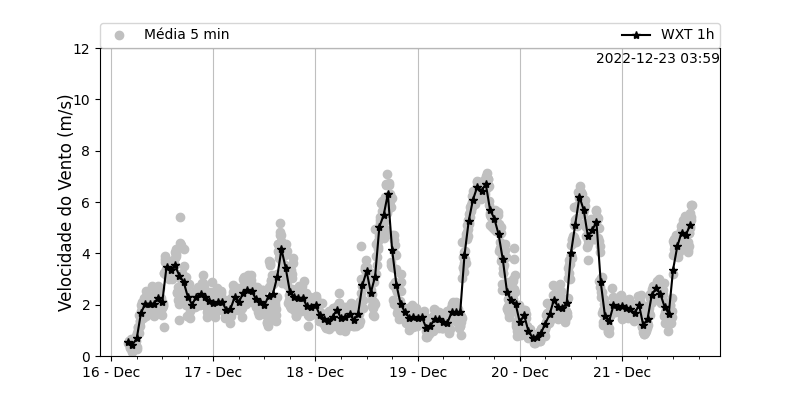 Média 5 min
WXT 1h
2022-12-23 03:59
Velocidade do Vento (m/s)
12
10
8
6
4
2
0
16 - Dec
17 - Dec
18 - Dec
19 - Dec
20 - Dec
21 - Dec